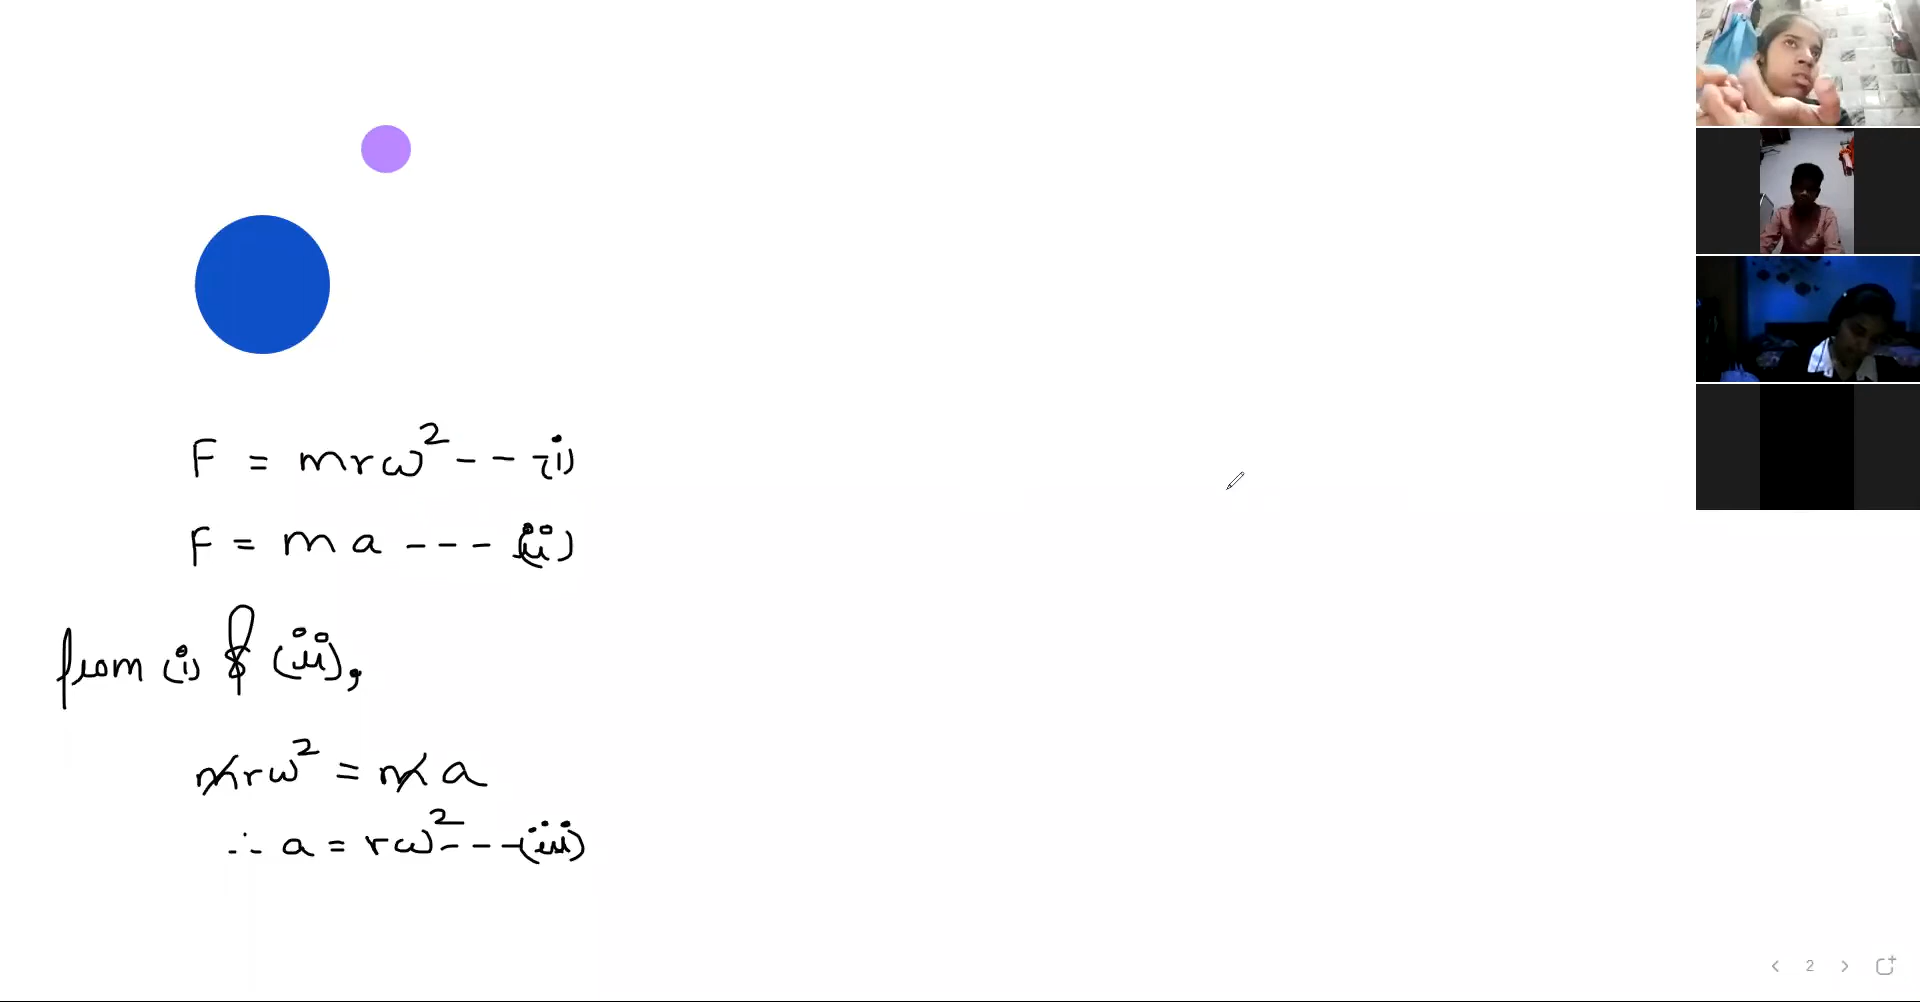 F = mrω² -- (i)
F = ma --- (ii)
from (i) & (ii),
mrω² = ma
∴ a = rω² --- (iii)
2